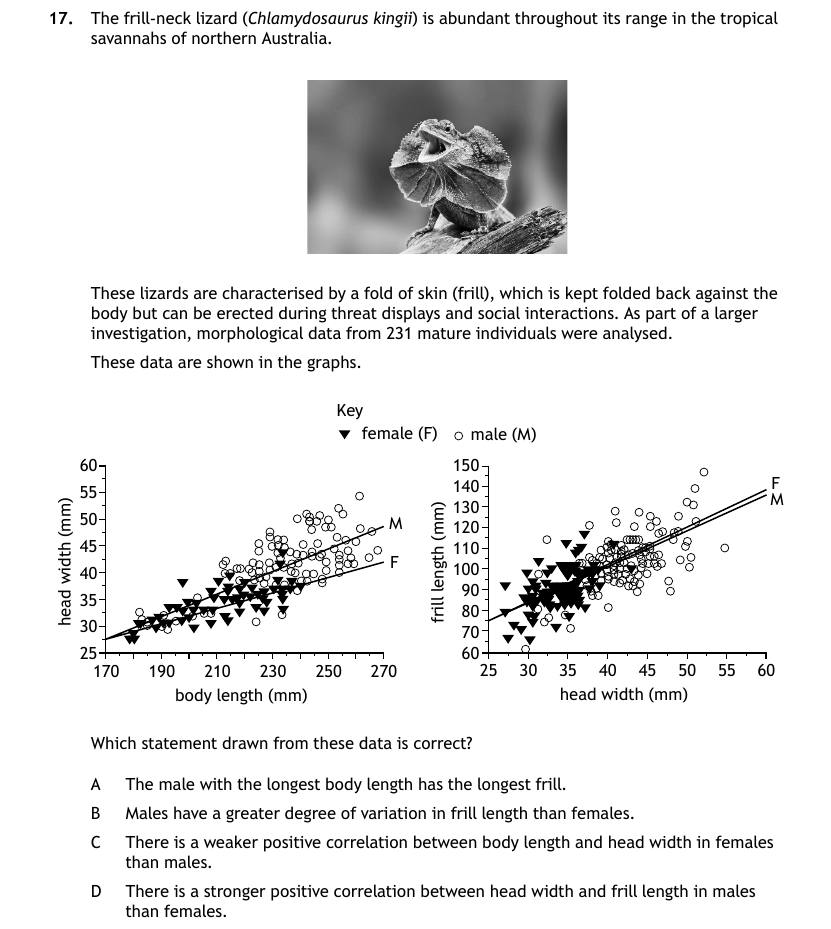 17. The frill-neck lizard (Chlamydosaurus kingii) is abundant throughout its range in the tropical
savannahs of northern Australia.
These lizards are characterised by a fold of skin (frill), which is kept folded back against the
body but can be erected during threat displays and social interactions. As part of a larger
investigation, morphological data from 231 mature individuals were analysed.
These data are shown in the graphs.
Key
female (F) male (M)
60
55
50
45
40
35
30
25
head width (mm)
M
F
170 190 210 230 250 270
body length (mm)
150
140
130
120
110
100
90
80
70
60
frill length (mm)
F
M
25 30 35 40 45 50 55 60
head width (mm)
Which statement drawn from these data is correct?
A The male with the longest body length has the longest frill.
B Males have a greater degree of variation in frill length than females.
C There is a weaker positive correlation between body length and head width in females
than males.
D There is a stronger positive correlation between head width and frill length in males
than females.